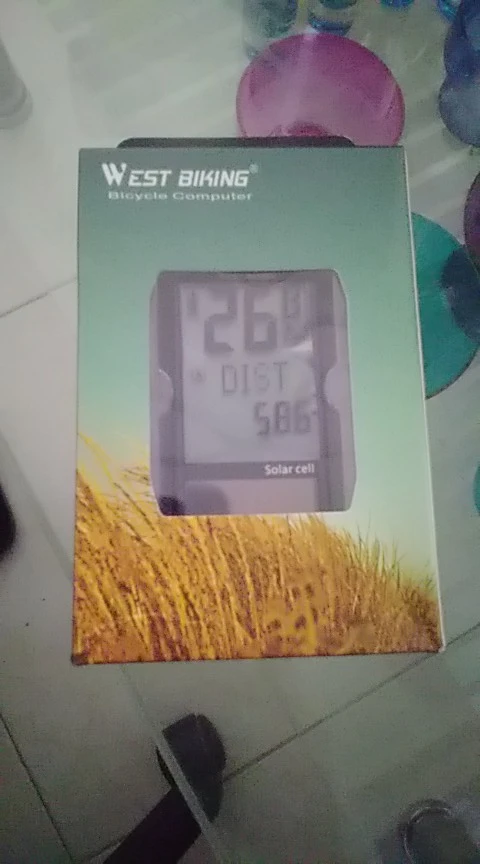 WEST BIKING®
Bicycle Computer
26
DIST
586
Solar cell